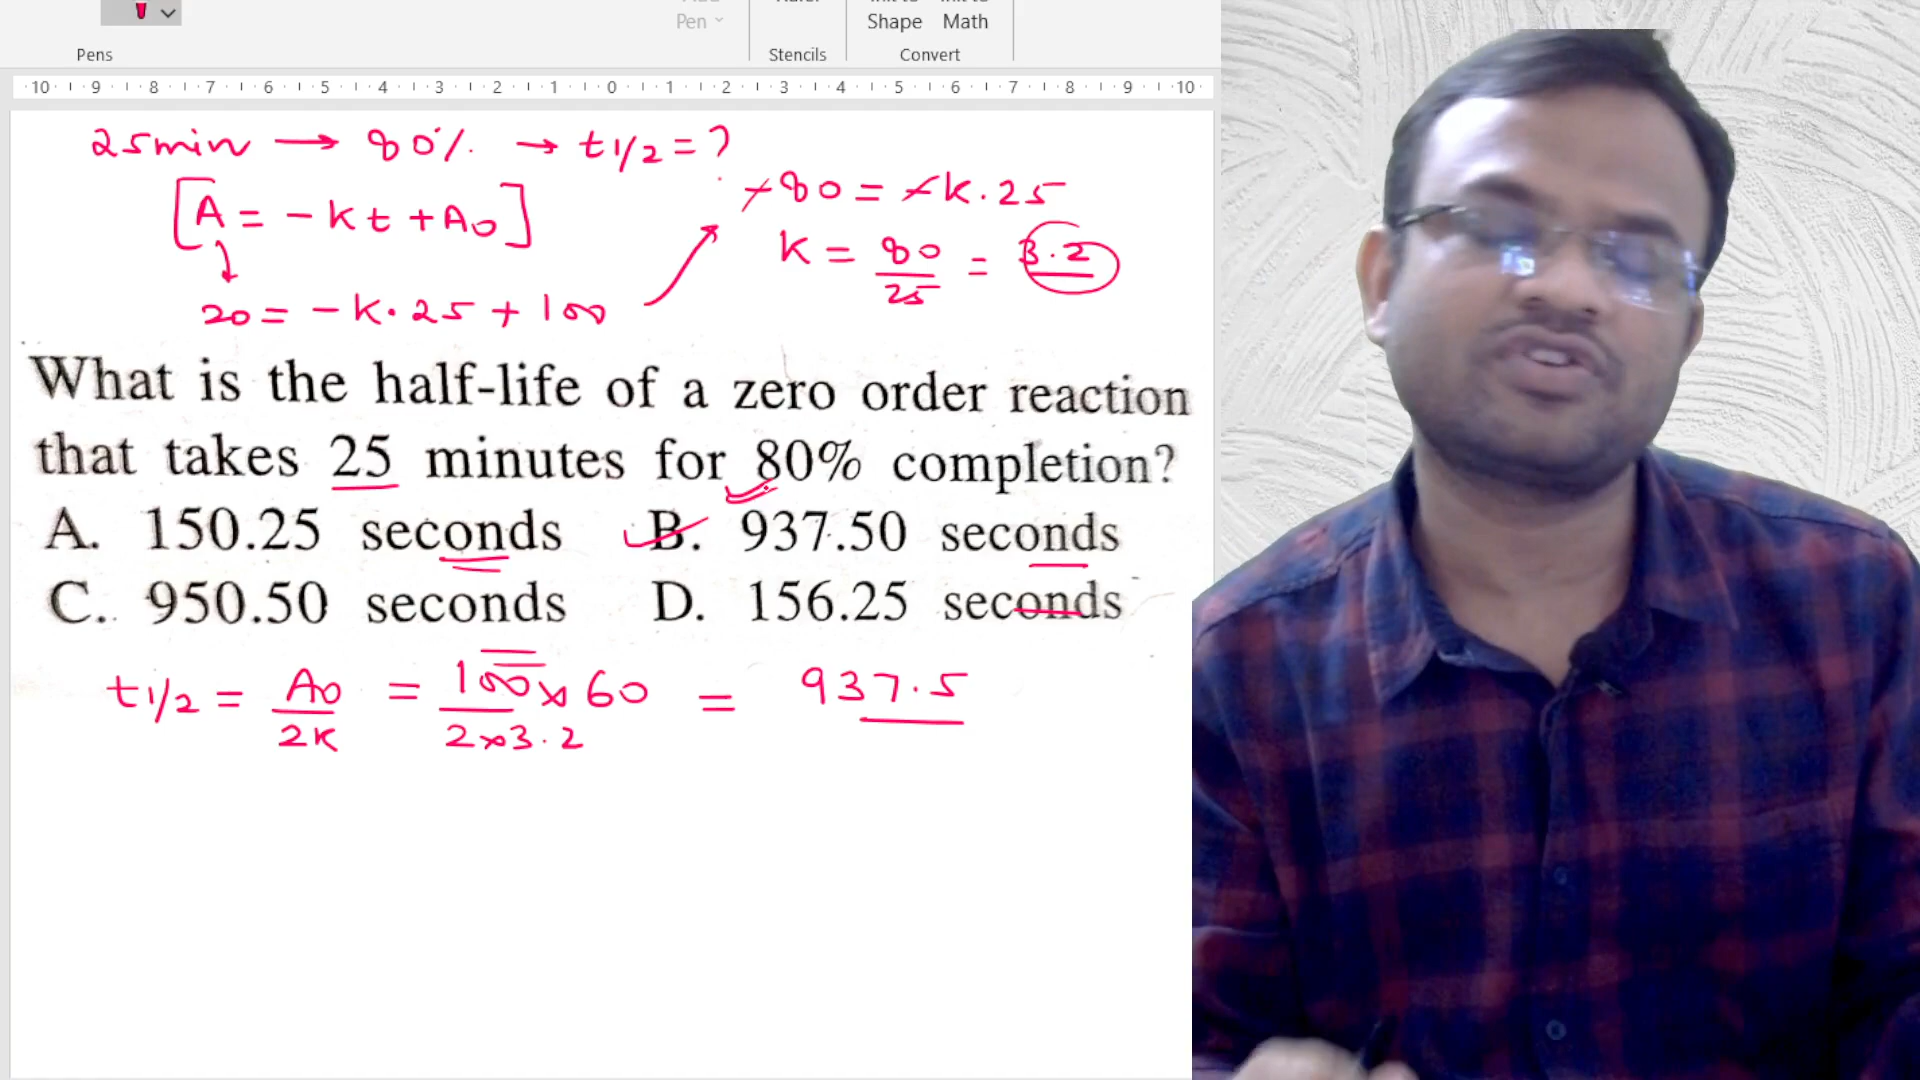 Pen
Shape Math
Pens
Stencils
Convert
10 9 8 7 6 5 4 3 2 1 0 1 2 3 4 5 6 7 8 9 10
25min → 80% → t1/2 = ?
[A = -kt + A0]
20 = -k.25 + 100
-80 = -k.25
k = 80/25 = 3.2
What is the half-life of a zero order reaction
that takes 25 minutes for 80% completion?
A. 150.25 seconds B. 937.50 seconds
C. 950.50 seconds D. 156.25 seconds
t1/2 = A0/2K = 100/2×3.2 × 60 = 937.5